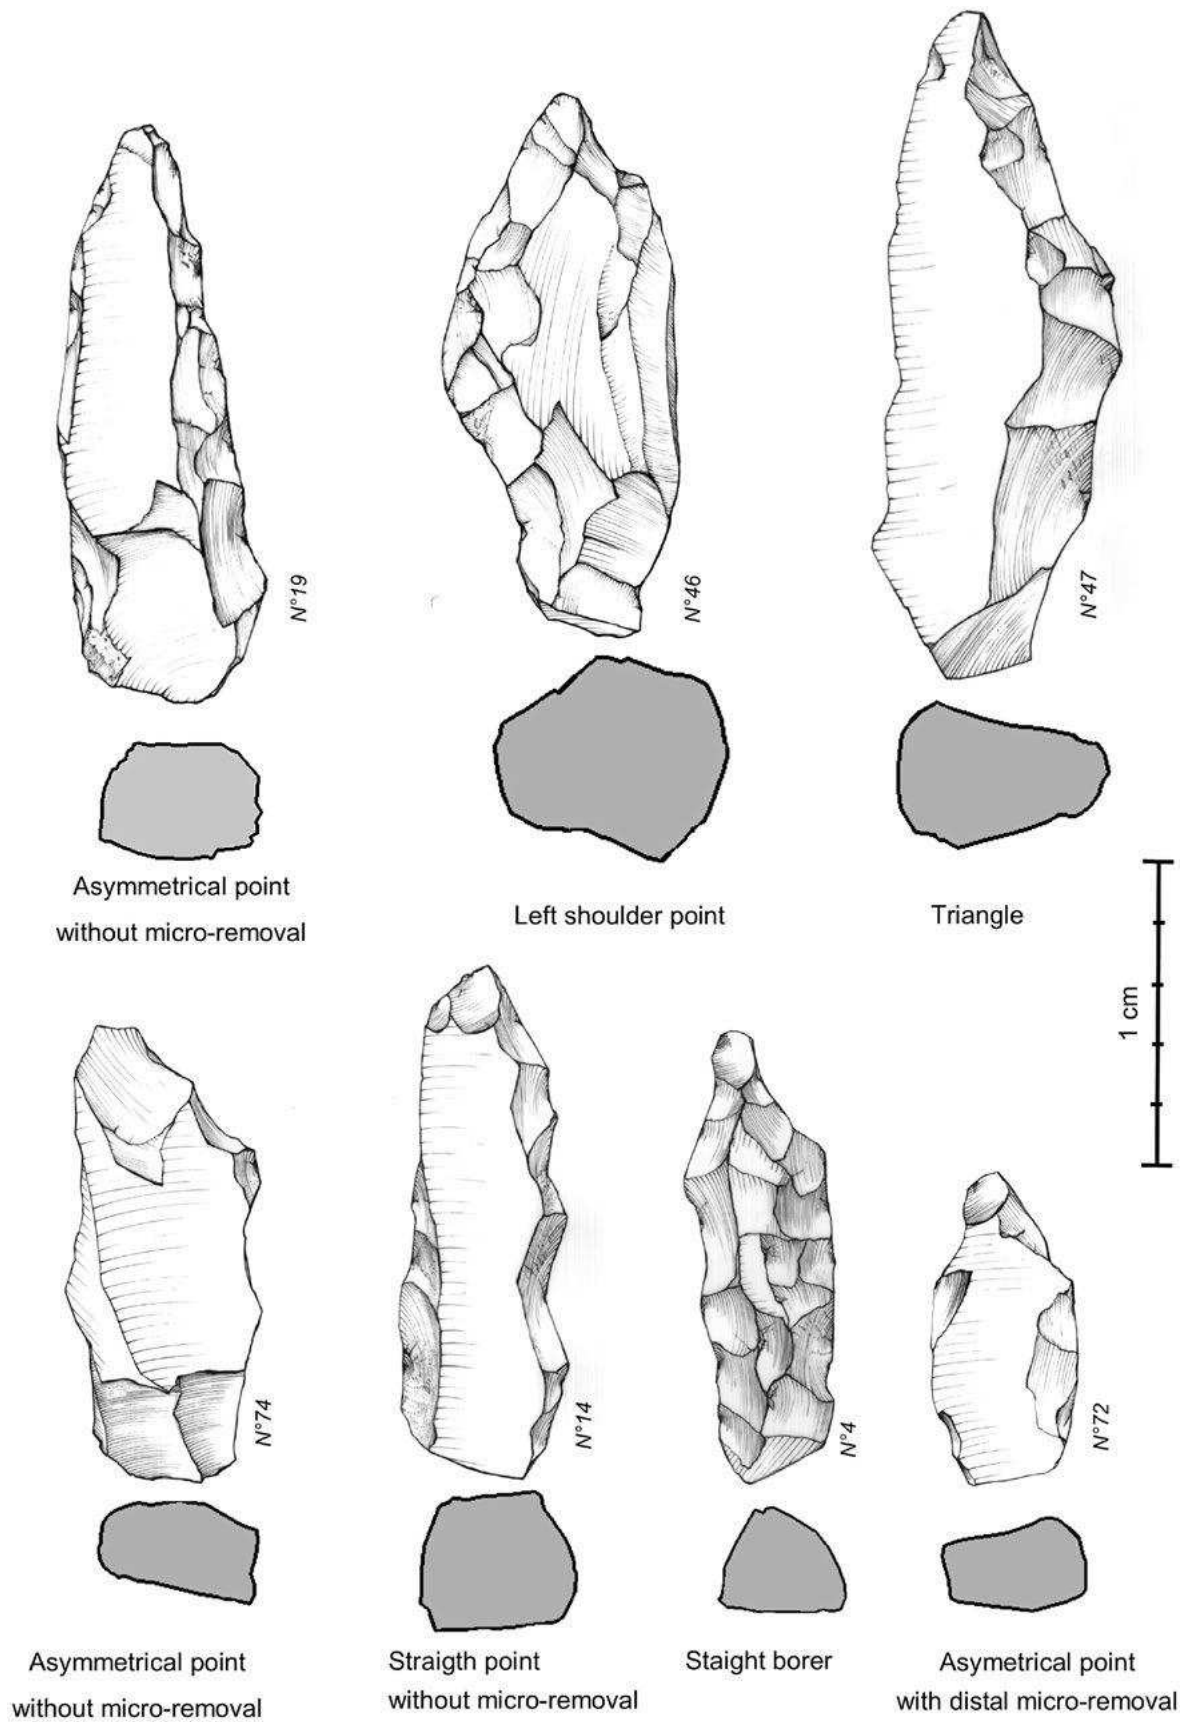 N°19
N°46
N°47
Asymmetrical point
without micro-removal
Left shoulder point
Triangle
1 cm
N°74
N°14
N°4
N°72
Asymmetrical point
without micro-removal
Straigth point
without micro-removal
Staight borer
Asymetrical point
with distal micro-removal